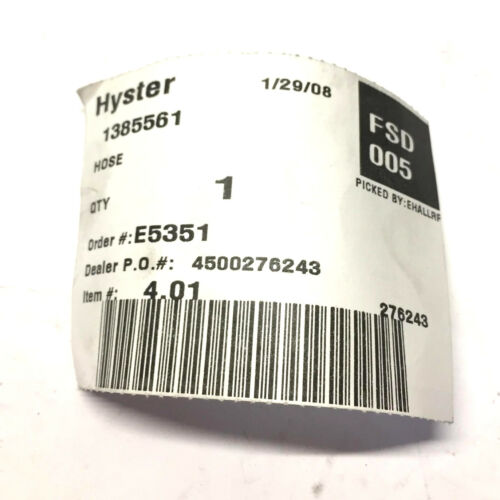 Hyster 1/29/08
1385561
FSD
005
HOSE
PICKED BY:EHALLRF
QTY 1
Order #:E5351
Dealer P.O.#: 4500276243
Item #: 4.01
276243